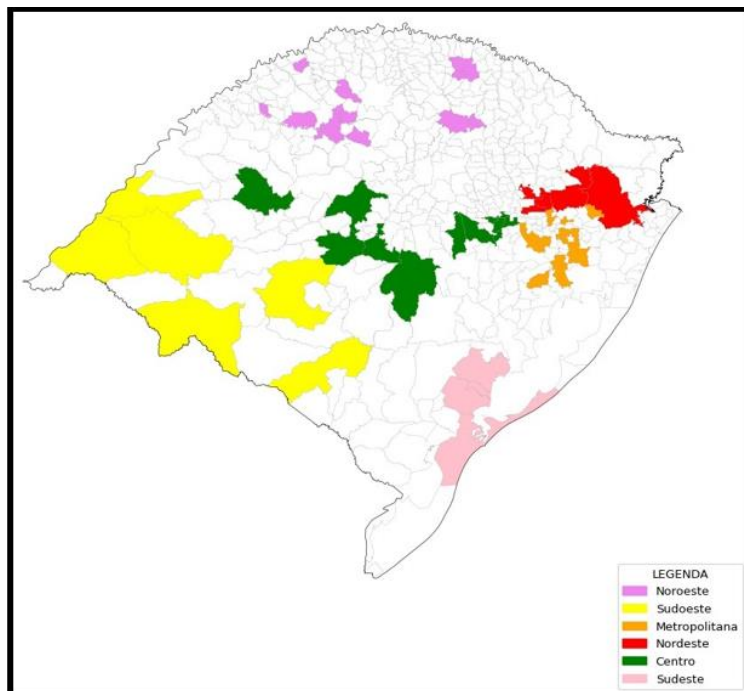 LEGENDA
Noroeste
Sudoeste
Metropolitana
Nordeste
Centro
Sudeste